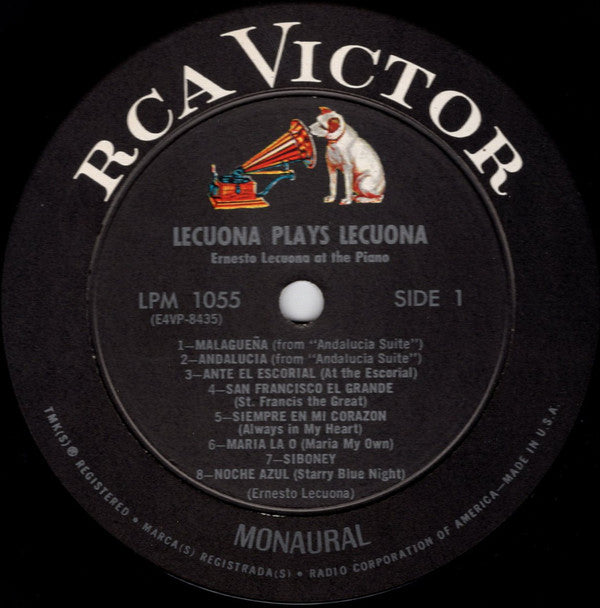 RCA VICTOR
LECUONA PLAYS LECUONA
Ernesto Lecuona at the Piano
LPM 1055
(E4VP-8435)
SIDE 1
1—MALAGUEÑA (from "Andalucia Suite")
2—ANDALUCIA (from "Andalucia Suite")
3—ANTE EL ESCORIAL (At the Escorial)
4—SAN FRANCISCO EL GRANDE
(St. Francis the Great)
5—SIEMPRE EN MI CORAZON
(Always in My Heart)
6—MARIA LA O (Maria My Own)
7—SIBONEY
8—NOCHE AZUL (Starry Blue Night)
(Ernesto Lecuona)
MONAURAL
TMK(S) ® REGISTERED • MARCA(S) REGISTRADA(S) • RADIO CORPORATION OF AMERICA—MADE IN U.S.A.